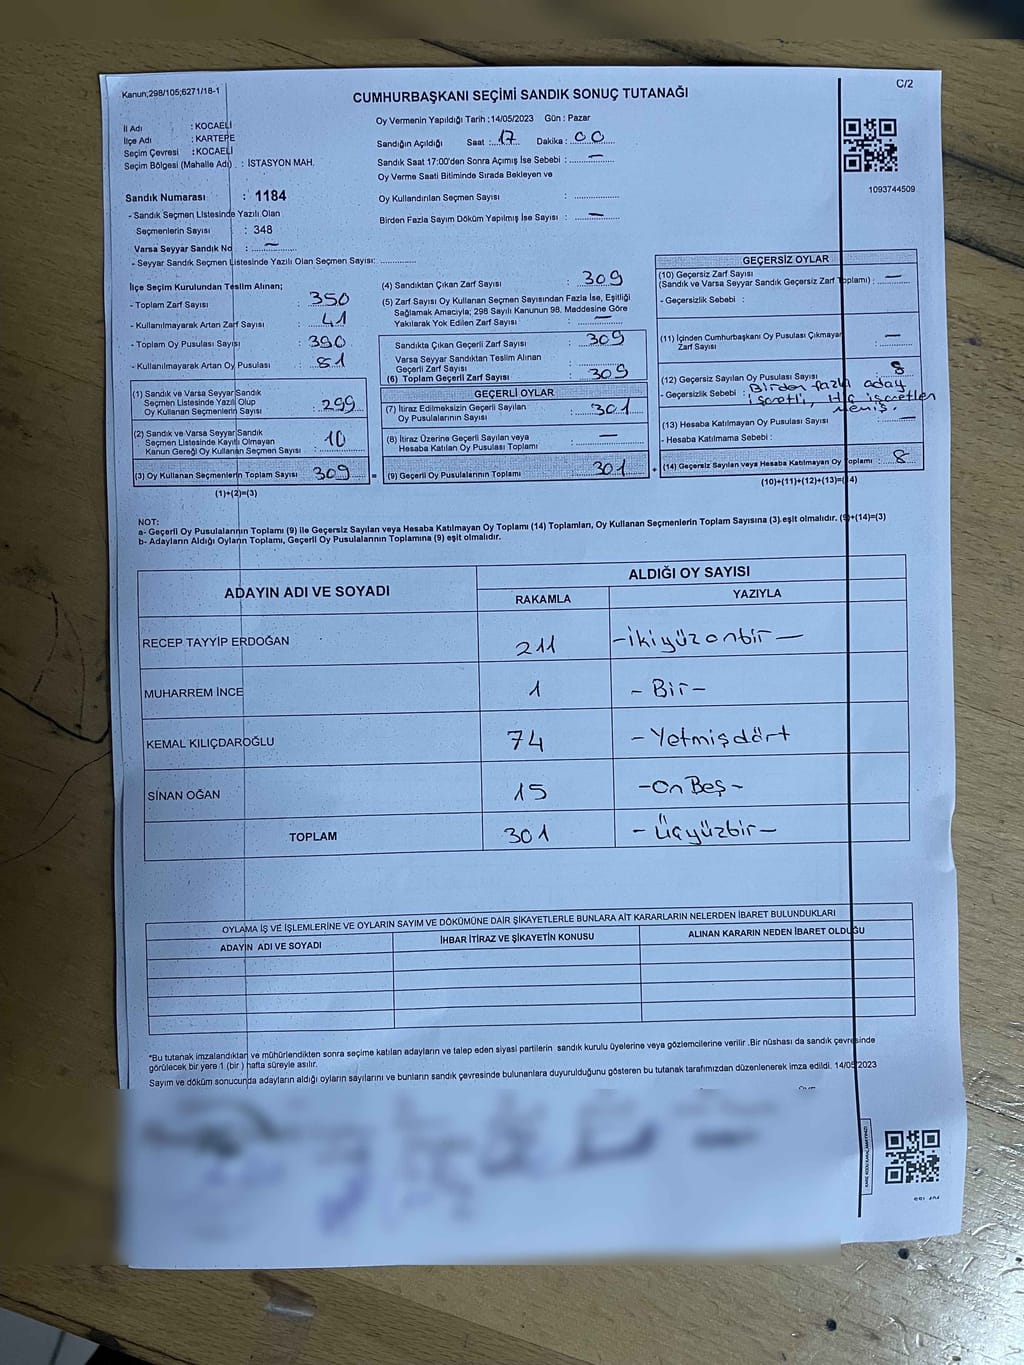 Kanun;298/105;6271/18-1
C/2
CUMHURBAŞKANI SEÇİMİ SANDIK SONUÇ TUTANAĞI
İl Adı : KOCAELİ
İlçe Adı : KARTEPE
Seçim Çevresi : KOCAELİ
Seçim Bölgesi (Mahalle Adı) : İSTASYON MAH.
Oy Vermenin Yapıldığı Tarih :14/05/2023 Gün : Pazar
Sandığın Açıldığı Saat : 17 Dakika : 00
Sandık Saat 17:00'den Sonra Açımış İse Sebebi : —
Oy Verme Saati Bitiminde Sırada Bekleyen ve
Oy Kullandırılan Seçmen Sayısı :
Birden Fazla Sayım Döküm Yapılmış İse Sayısı : —
1093744509
Sandık Numarası : 1184
- Sandık Seçmen Listesinde Yazılı Olan
Seçmenlerin Sayısı : 348
Varsa Seyyar Sandık No : —
- Seyyar Sandık Seçmen Listesinde Yazılı Olan Seçmen Sayısı:
İlçe Seçim Kurulundan Teslim Alınan;
- Toplam Zarf Sayısı : 350
- Kullanılmayarak Artan Zarf Sayısı : 41
- Toplam Oy Pusulası Sayısı : 390
- Kullanılmayarak Artan Oy Pusulası : 81
(1) Sandık ve Varsa Seyyar Sandık
Seçmen Listesinde Yazılı Olup
Oy Kullanan Seçmenlerin Sayısı : 299
(2) Sandık ve Varsa Seyyar Sandık
Seçmen Listesinde Kayıtlı Olmayan
Kanun Gereği Oy Kullanan Seçmen Sayısı : 10
(3) Oy Kullanan Seçmenlerin Toplam Sayısı : 309
(1)+(2)=(3)
(4) Sandıktan Çıkan Zarf Sayısı : 309
(5) Zarf Sayısı Oy Kullanan Seçmen Sayısından Fazla İse, Eşitliği
Sağlamak Amacıyla; 298 Sayılı Kanunun 98. Maddesine Göre
Yakılarak Yok Edilen Zarf Sayısı : —
Sandıkta Çıkan Geçerli Zarf Sayısı : 309
Varsa Seyyar Sandıktan Teslim Alınan
Geçerli Zarf Sayısı :
(6) Toplam Geçerli Zarf Sayısı : 309
GEÇERLİ OYLAR
(7) İtiraz Edilmeksizin Geçerli Sayılan
Oy Pusulalarının Sayısı : 301
(8) İtiraz Üzerine Geçerli Sayılan veya
Hesaba Katılan Oy Pusulası Toplamı : —
(9) Geçerli Oy Pusulalarının Toplamı 301
GEÇERSİZ OYLAR
(10) Geçersiz Zarf Sayısı
(Sandık ve Varsa Seyyar Sandık Geçersiz Zarf Toplamı) : —
- Geçersizlik Sebebi :
(11) İçinden Cumhurbaşkanı Oy Pusulası Çıkmayan
Zarf Sayısı : —
(12) Geçersiz Sayılan Oy Pusulası Sayısı : 8
- Geçersizlik Sebebi : Birden fazla aday
işaretli, Hiç işaretlen
memiş.
(13) Hesaba Katılmayan Oy Pusulası Sayısı : —
- Hesaba Katılmama Sebebi :
(14) Geçersiz Sayılan veya Hesaba Katılmayan Oy Toplamı : 8
(10)+(11)+(12)+(13)=(14)
NOT:
a- Geçerli Oy Pusulalarının Toplamı (9) ile Geçersiz Sayılan veya Hesaba Katılmayan Oy Toplamı (14) Toplamları, Oy Kullanan Seçmenlerin Toplam Sayısına (3) eşit olmalıdır. (9)+(14)=(3)
b- Adayların Aldığı Oyların Toplamı, Geçerli Oy Pusulalarının Toplamına (9) eşit olmalıdır.
ADAYIN ADI VE SOYADI
ALDIĞI OY SAYISI
RAKAMLA YAZIYLA
RECEP TAYYİP ERDOĞAN 211 -ikiyüzonbir-
MUHARREM İNCE 1 -Bir-
KEMAL KILIÇDAROĞLU 74 -Yetmişdört
SİNAN OĞAN 15 -On Beş-
TOPLAM 301 -Üçyüzbir-
OYLAMA İŞ VE İŞLEMLERİNE VE OYLARIN SAYIM VE DÖKÜMÜNE DAİR ŞİKAYETLERLE BUNLARA AİT KARARLARIN NELERDEN İBARET BULUNDUKLARI
ADAYIN ADI VE SOYADI İHBAR İTİRAZ VE ŞİKAYETİN KONUSU ALINAN KARARIN NEDEN İBARET OLDUĞU
*Bu tutanak imzalandıktan ve mühürlendikten sonra seçime katılan adayların ve talep eden siyasi partilerin sandık kurulu üyelerine veya gözlemcilerine verilir .Bir nüshası da sandık çevresinde
görülecek bir yere 1 (bir ) hafta süreyle asılır.
Sayım ve döküm sonucunda adayların aldığı oyların sayılarını ve bunların sandık çevresinde bulunanlara duyurulduğunu gösteren bu tutanak tarafımızdan düzenlenerek imza edildi. 14/05/2023